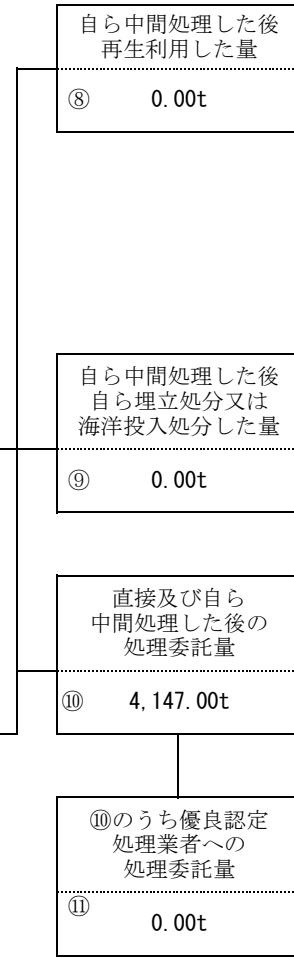 自ら中間処理した後
再生利用した量
⑧ 0.00t
自ら中間処理した後
自ら埋立処分又は
海洋投入処分した量
⑨ 0.00t
直接及び自ら
中間処理した後の
処理委託量
⑩ 4,147.00t
⑩のうち優良認定
処理業者への
処理委託量
⑪ 0.00t